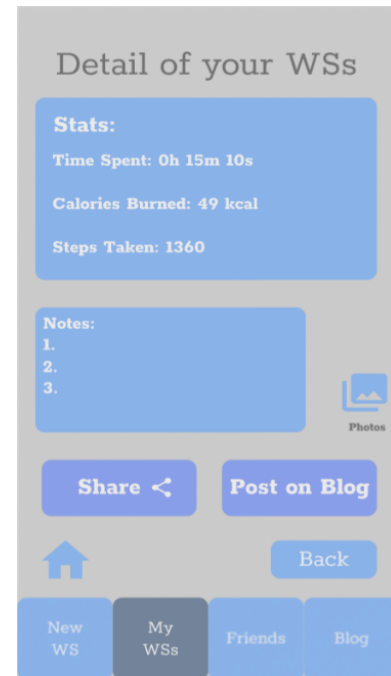 Detail of your WSs
Stats:
Time Spent: 0h 15m 10s
Calories Burned: 49 kcal
Steps Taken: 1360
Notes:
1.
2.
3.
Photos
Share
Post on Blog
Back
New
WS
My
WSs
Friends
Blog